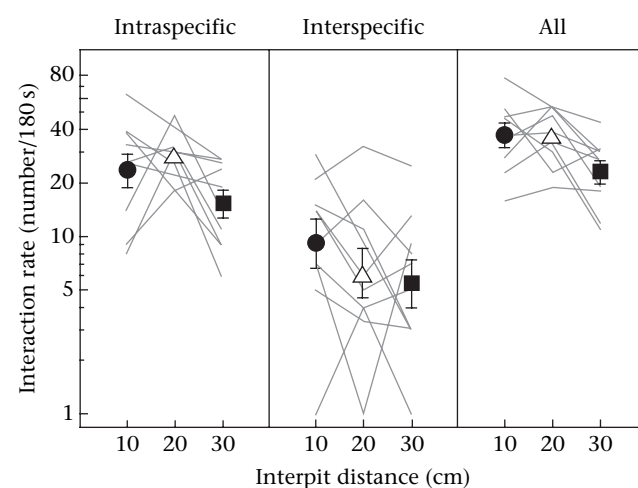 Intraspecific Interspecific All
80
40
20
10
5
1
Interaction rate (number/180 s)
10 20 30 10 20 30 10 20 30
Interpit distance (cm)